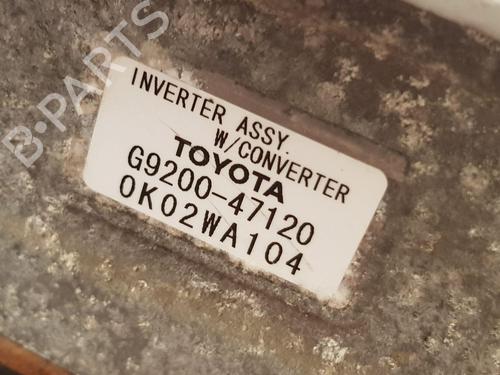 INVERTER ASSY
W/CONVERTER
TOYOTA
G9200-47120
0K02WA104
B·PARTS